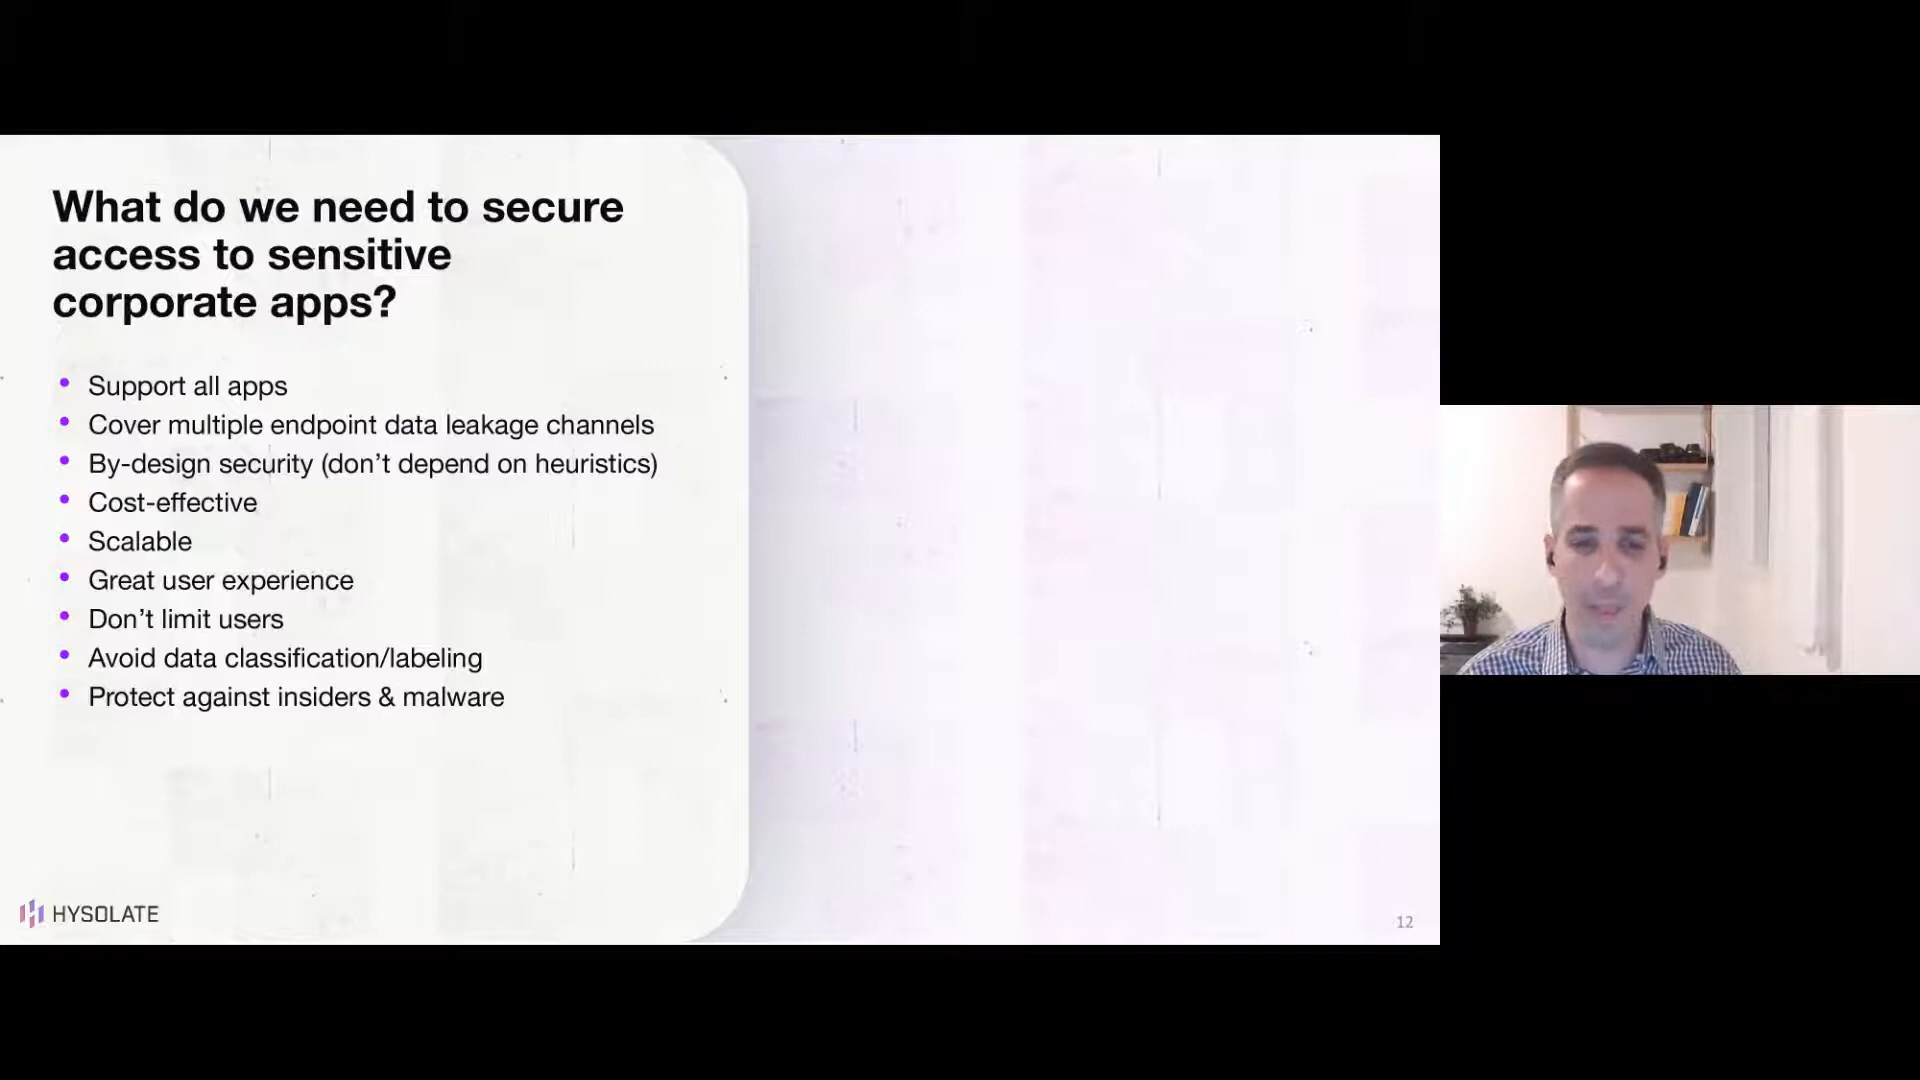 What do we need to secure
access to sensitive
corporate apps?
• Support all apps
• Cover multiple endpoint data leakage channels
• By-design security (don’t depend on heuristics)
• Cost-effective
• Scalable
• Great user experience
• Don’t limit users
• Avoid data classification/labeling
• Protect against insiders & malware
HYSOLATE
12